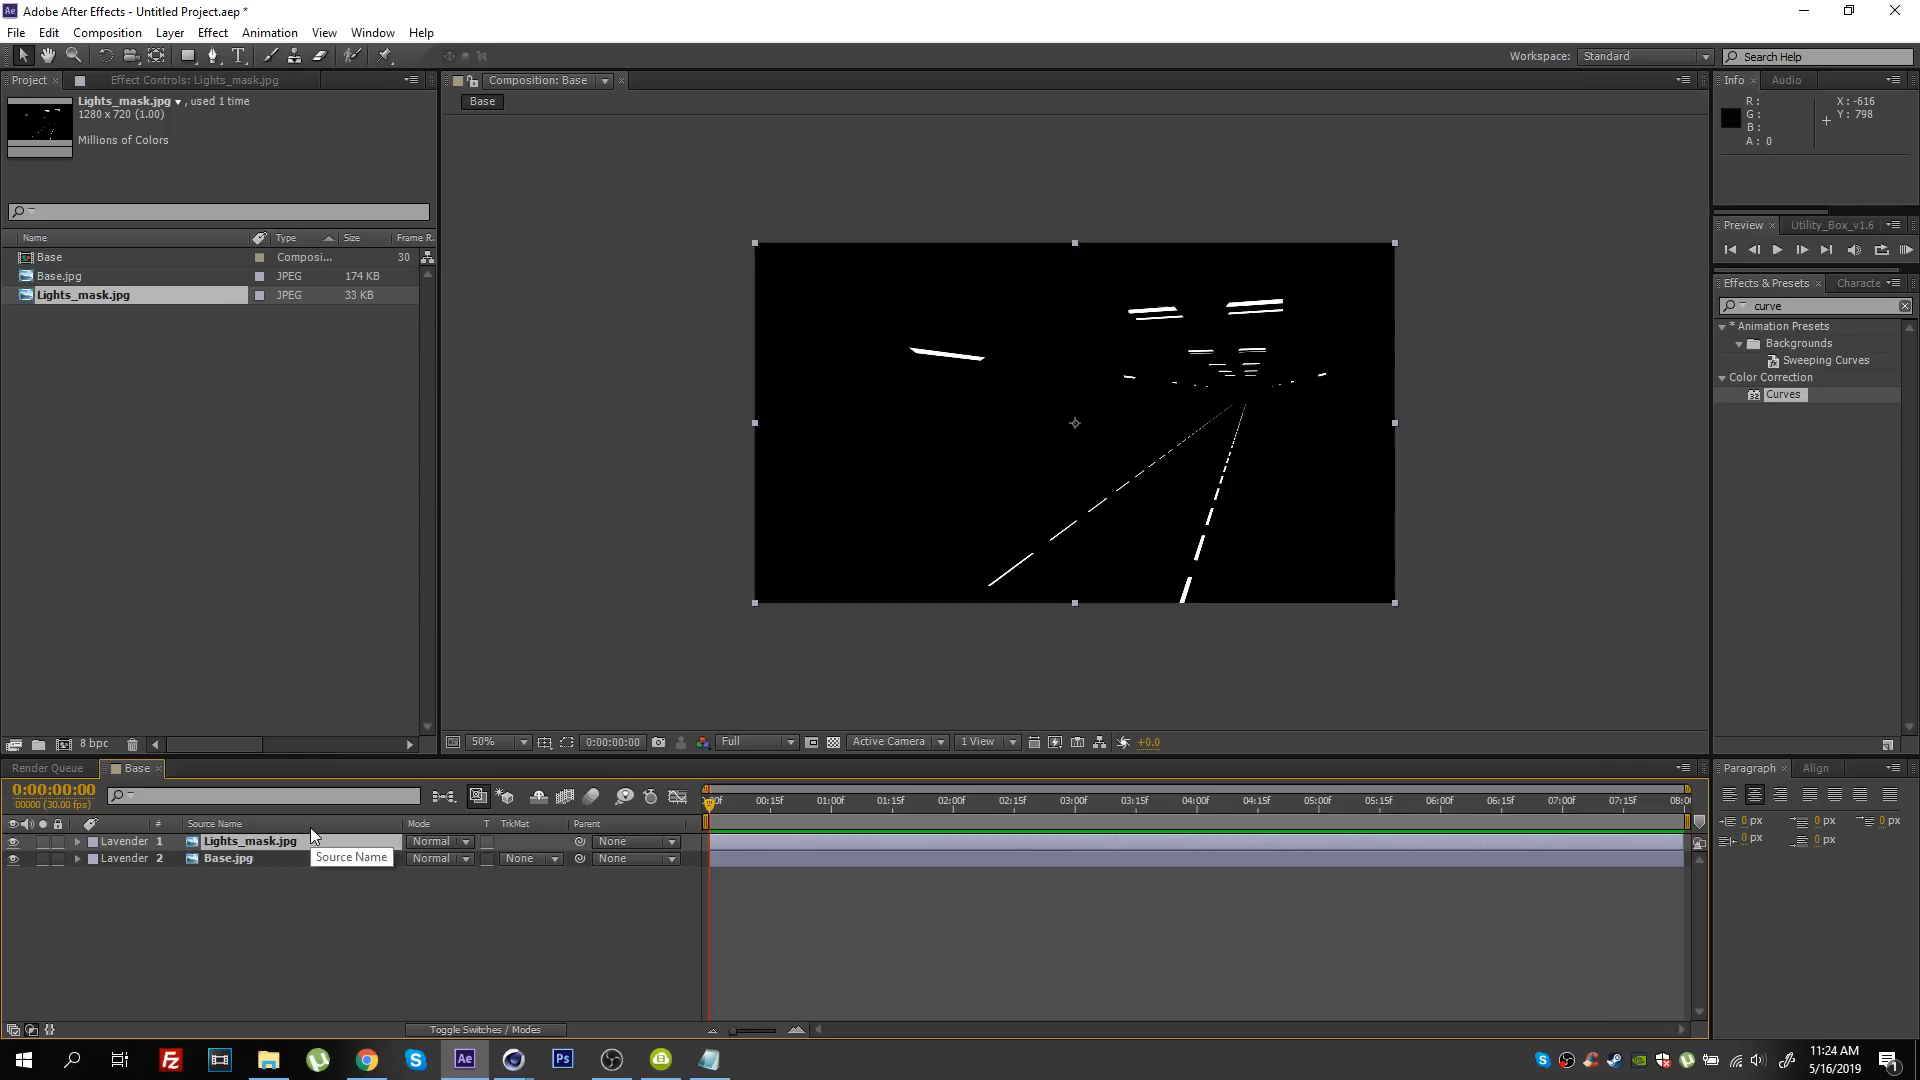 Ae Adobe After Effects - Untitled Project.aep *
File Edit Composition Layer Effect Animation View Window Help
Workspace: Standard Search Help
Project Effect Controls: Lights_mask.jpg
Composition: Base
Info Audio
Lights_mask.jpg , used 1 time
1280 x 720 (1.00)
Millions of Colors
Base
R :
G :
B :
A : 0
X : -616
Y : 798
Preview Utility_Box_v1.6
Name Type Size Frame R..
Base Composi... 30
Base.jpg JPEG 174 KB
Lights_mask.jpg JPEG 33 KB
Effects & Presets Characte
curve
* Animation Presets
Backgrounds
Sweeping Curves
Color Correction
32 Curves
8 bpc
50% 0:00:00:00 Full Active Camera 1 View +0.0
Render Queue Base
Paragraph Align
0:00:00:00
00000 (30.00 fps)
00:15f 01:00f 01:15f 02:00f 02:15f 03:00f 03:15f 04:00f 04:15f 05:00f 05:15f 06:00f 06:15f 07:00f 07:15f 08:0
0 px 0 px 0 px
0 px 0 px
# Source Name Mode T TrkMat Parent
Lavender 1 Lights_mask.jpg Normal None
Lavender 2 Base.jpg Normal None None
Source Name
Toggle Switches / Modes
Fz Ae Ps
11:24 AM
5/16/2019
1